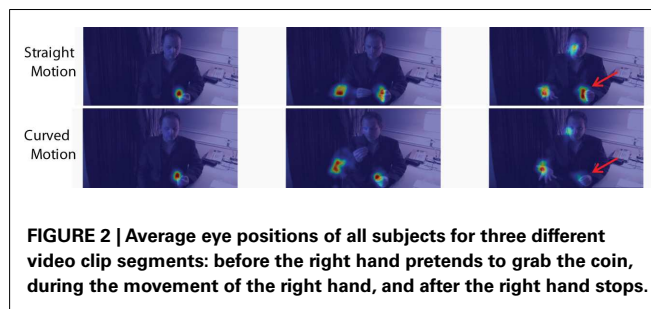 Straight
Motion
Curved
Motion
FIGURE 2 | Average eye positions of all subjects for three different
video clip segments: before the right hand pretends to grab the coin,
during the movement of the right hand, and after the right hand stops.